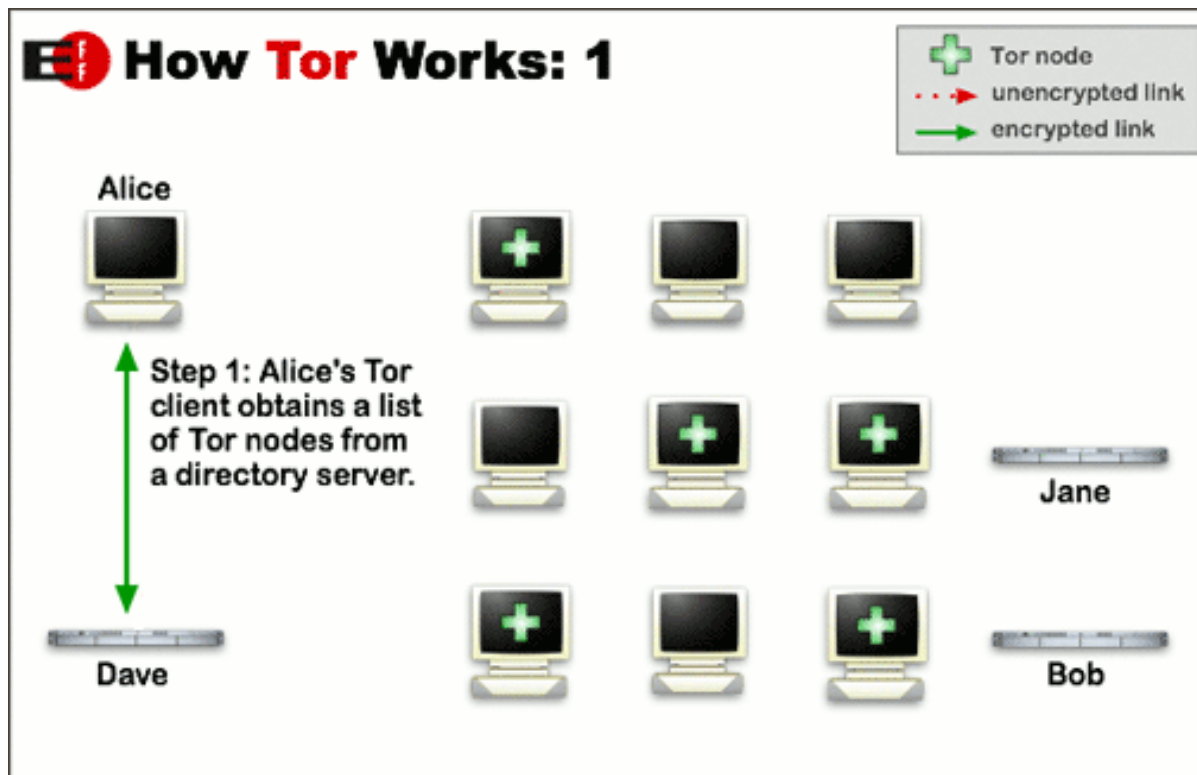 EFF How Tor Works: 1
Tor node
unencrypted link
encrypted link
Alice
Step 1: Alice's Tor
client obtains a list
of Tor nodes from
a directory server.
Jane
Dave
Bob